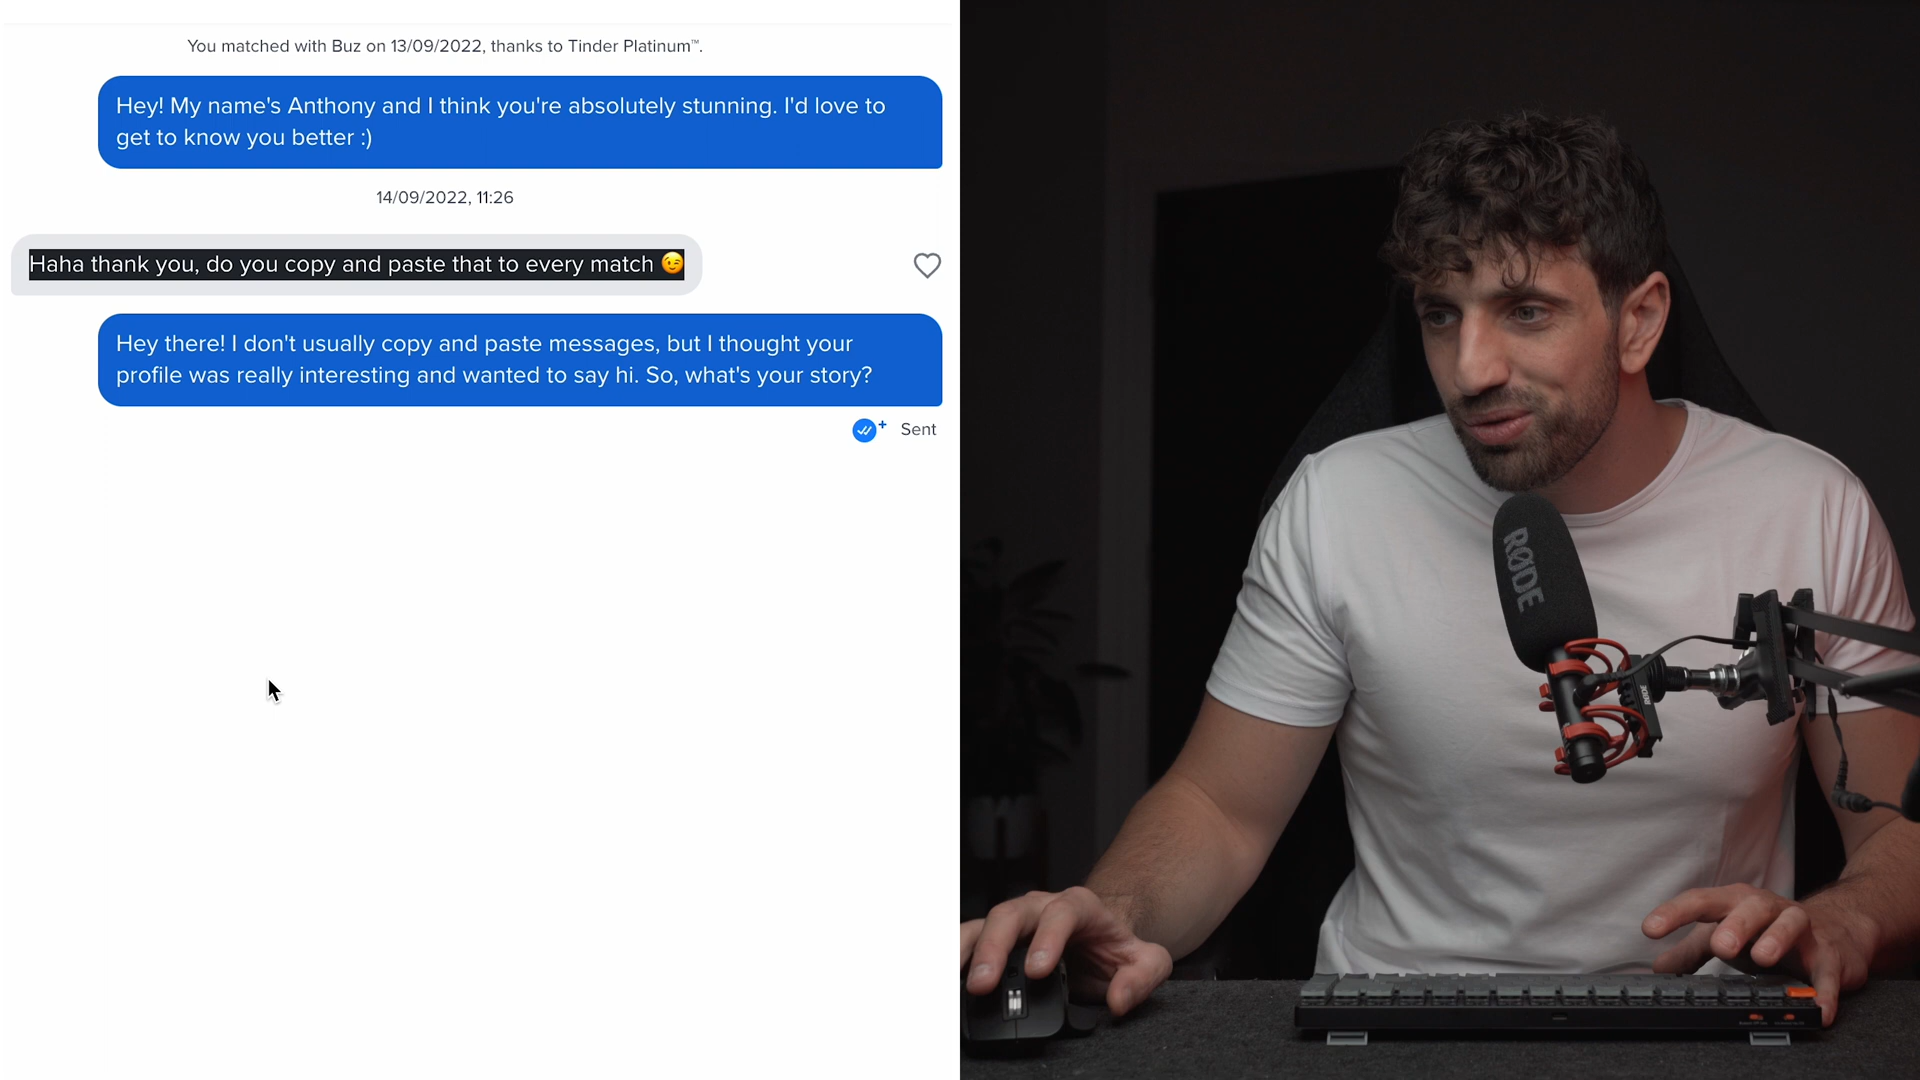 You matched with Buz on 13/09/2022, thanks to Tinder Platinum™.
Hey! My name's Anthony and I think you're absolutely stunning. I'd love to
get to know you better :)
14/09/2022, 11:26
Haha thank you, do you copy and paste that to every match 😉
Hey there! I don't usually copy and paste messages, but I thought your
profile was really interesting and wanted to say hi. So, what's your story?
Sent
RØDE
RØDE